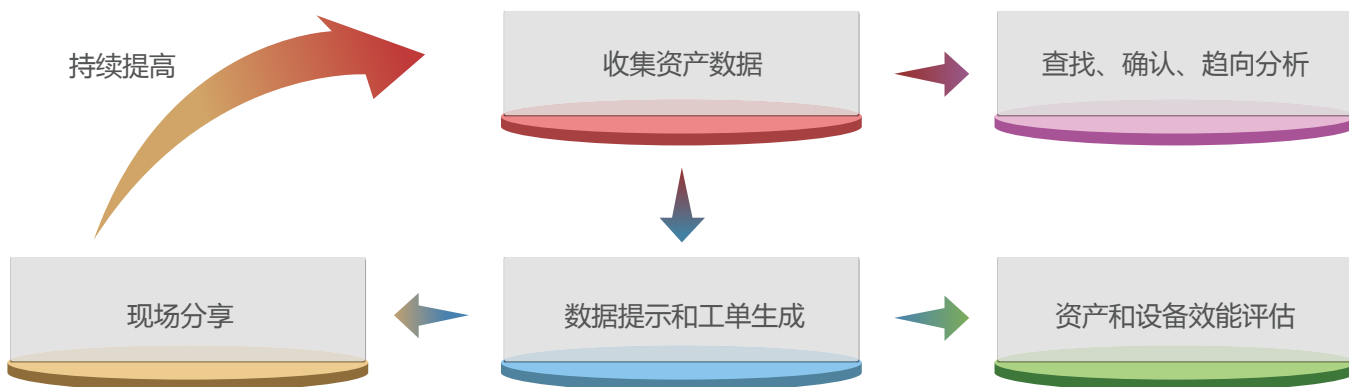 持续提高
收集资产数据
查找、确认、趋向分析
现场分享
数据提示和工单生成
资产和设备效能评估